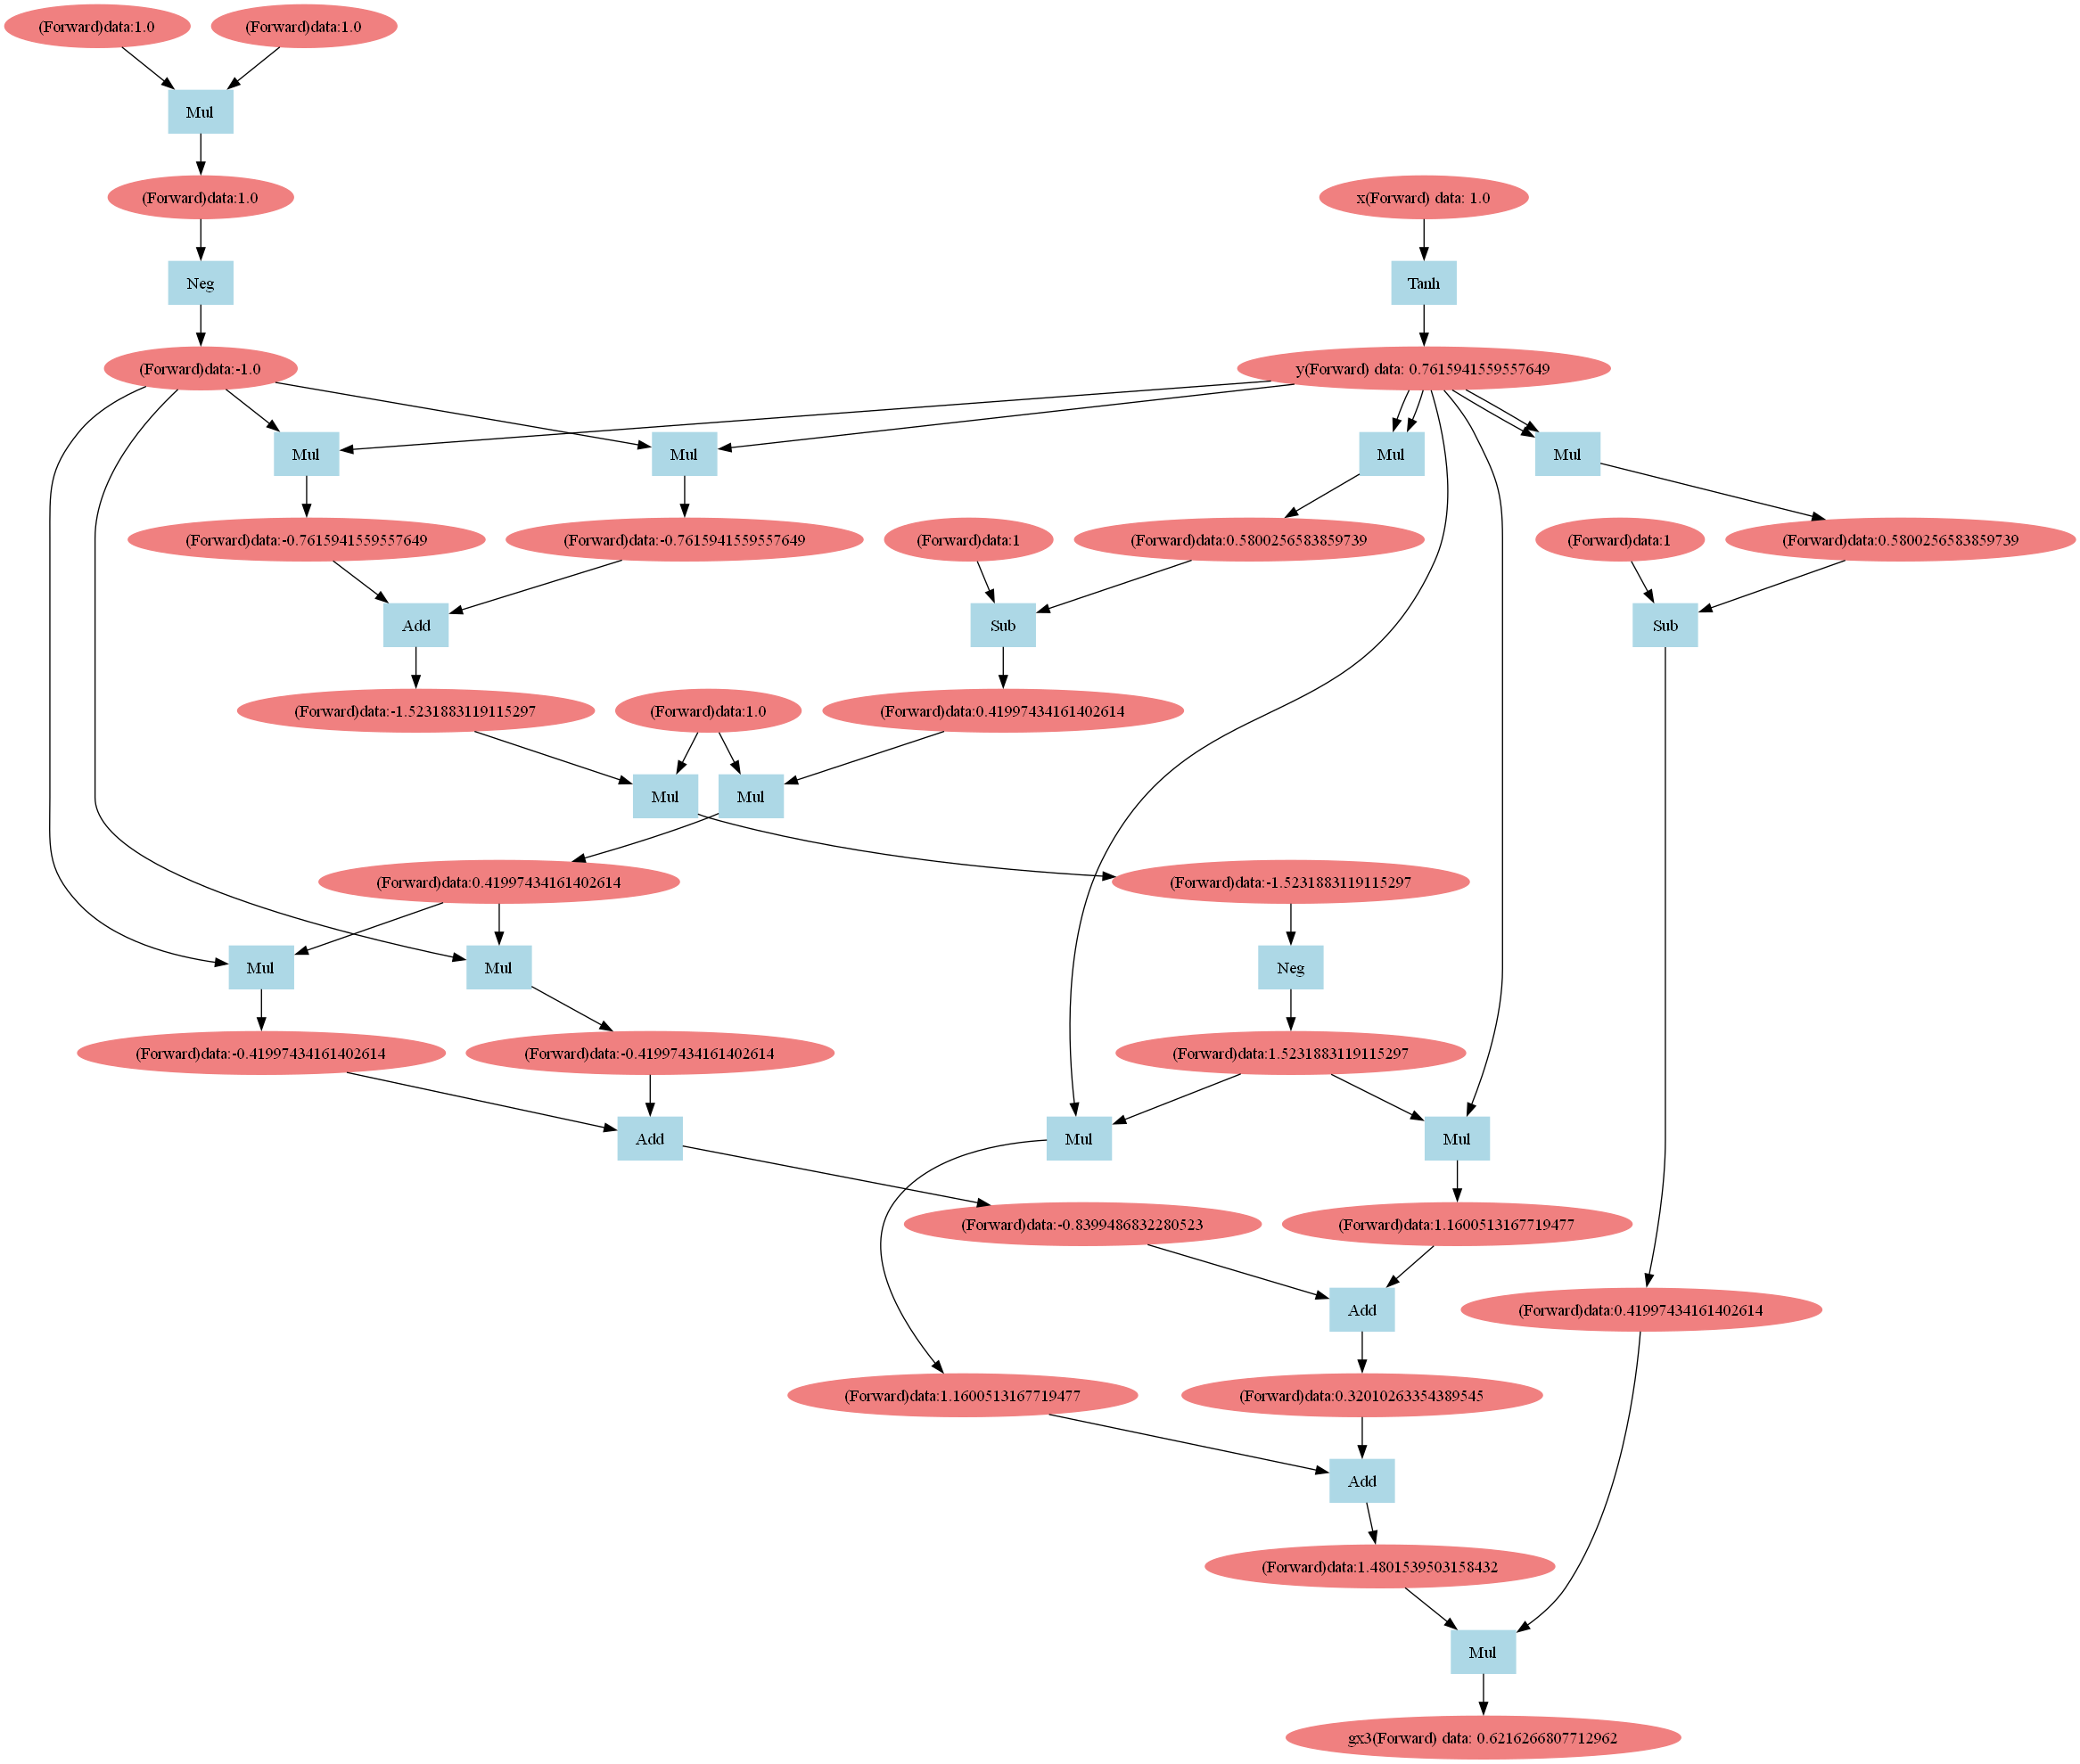 (Forward)data:1.0
(Forward)data:1.0
Mul
(Forward)data:1.0
x(Forward) data: 1.0
Neg
Tanh
(Forward)data:-1.0
y(Forward) data: 0.7615941559557649
Mul
Mul
Mul
Mul
(Forward)data:-0.7615941559557649
(Forward)data:-0.7615941559557649
(Forward)data:1
(Forward)data:0.5800256583859739
(Forward)data:1
(Forward)data:0.5800256583859739
Add
Sub
Sub
(Forward)data:-1.5231883119115297
(Forward)data:1.0
(Forward)data:0.41997434161402614
Mul
Mul
(Forward)data:0.41997434161402614
(Forward)data:-1.5231883119115297
Mul
Mul
Neg
(Forward)data:-0.41997434161402614
(Forward)data:-0.41997434161402614
(Forward)data:1.5231883119115297
Add
Mul
Mul
(Forward)data:-0.8399486832280523
(Forward)data:1.1600513167719477
Add
(Forward)data:0.41997434161402614
(Forward)data:1.1600513167719477
(Forward)data:0.32010263354389545
Add
(Forward)data:1.4801539503158432
Mul
gx3(Forward) data: 0.6216266807712962